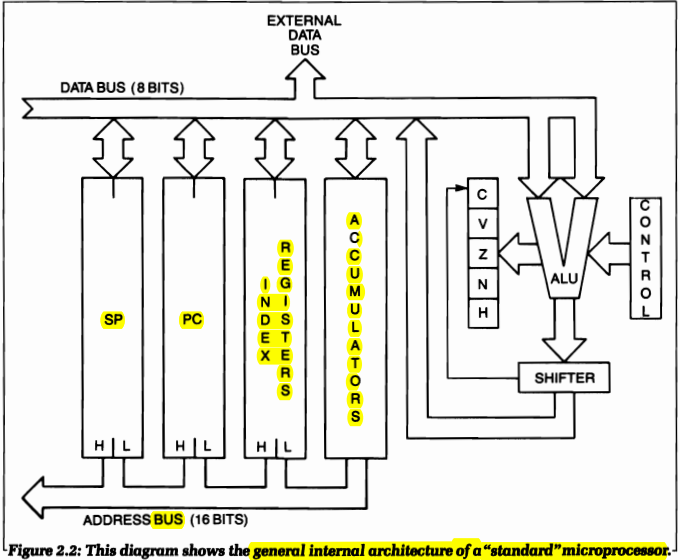 EXTERNAL
DATA
BUS
DATA BUS (8 BITS)
SP
PC
INDEX
REGISTERS
ACCUMULATORS
C
V
Z
N
H
ALU
CONTROL
SHIFTER
H L
H L
H L
ADDRESS BUS (16 BITS)
Figure 2.2: This diagram shows the general internal architecture of a "standard" microprocessor.